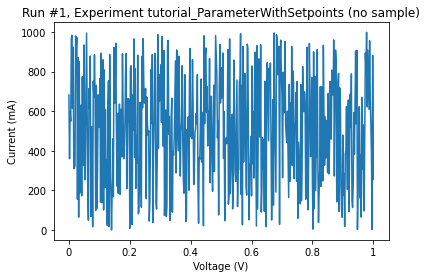 Run #1, Experiment tutorial_ParameterWithSetpoints (no sample)
1000
800
600
400
200
0
Current (mA)
0 0.2 0.4 0.6 0.8 1
Voltage (V)